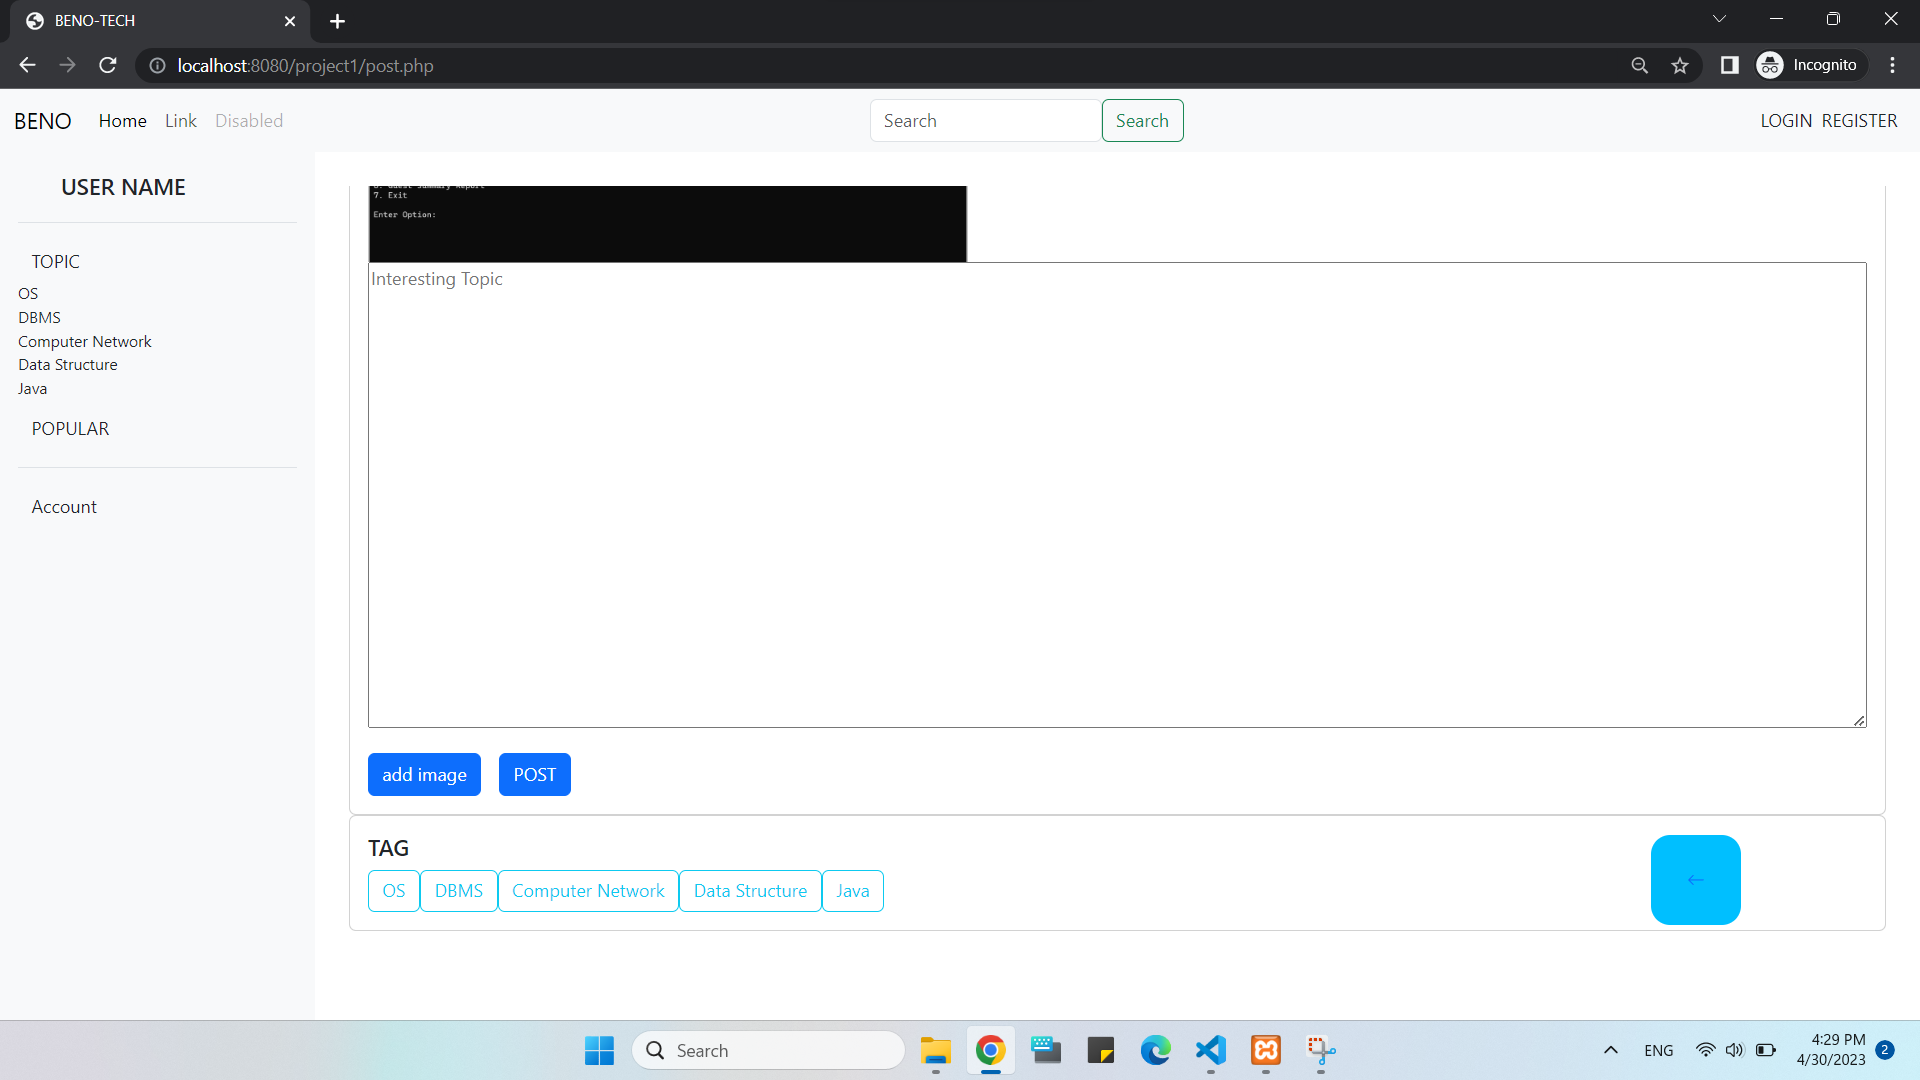 BENO-TECH
localhost:8080/project1/post.php
Incognito
BENO Home Link Disabled Search Search LOGIN REGISTER
USER NAME
TOPIC
OS
DBMS
Computer Network
Data Structure
Java
POPULAR
Account
7. Exit
Enter Option:
Interesting Topic
add image POST
TAG
OS DBMS Computer Network Data Structure Java
Search
ENG
4:29 PM
4/30/2023
2